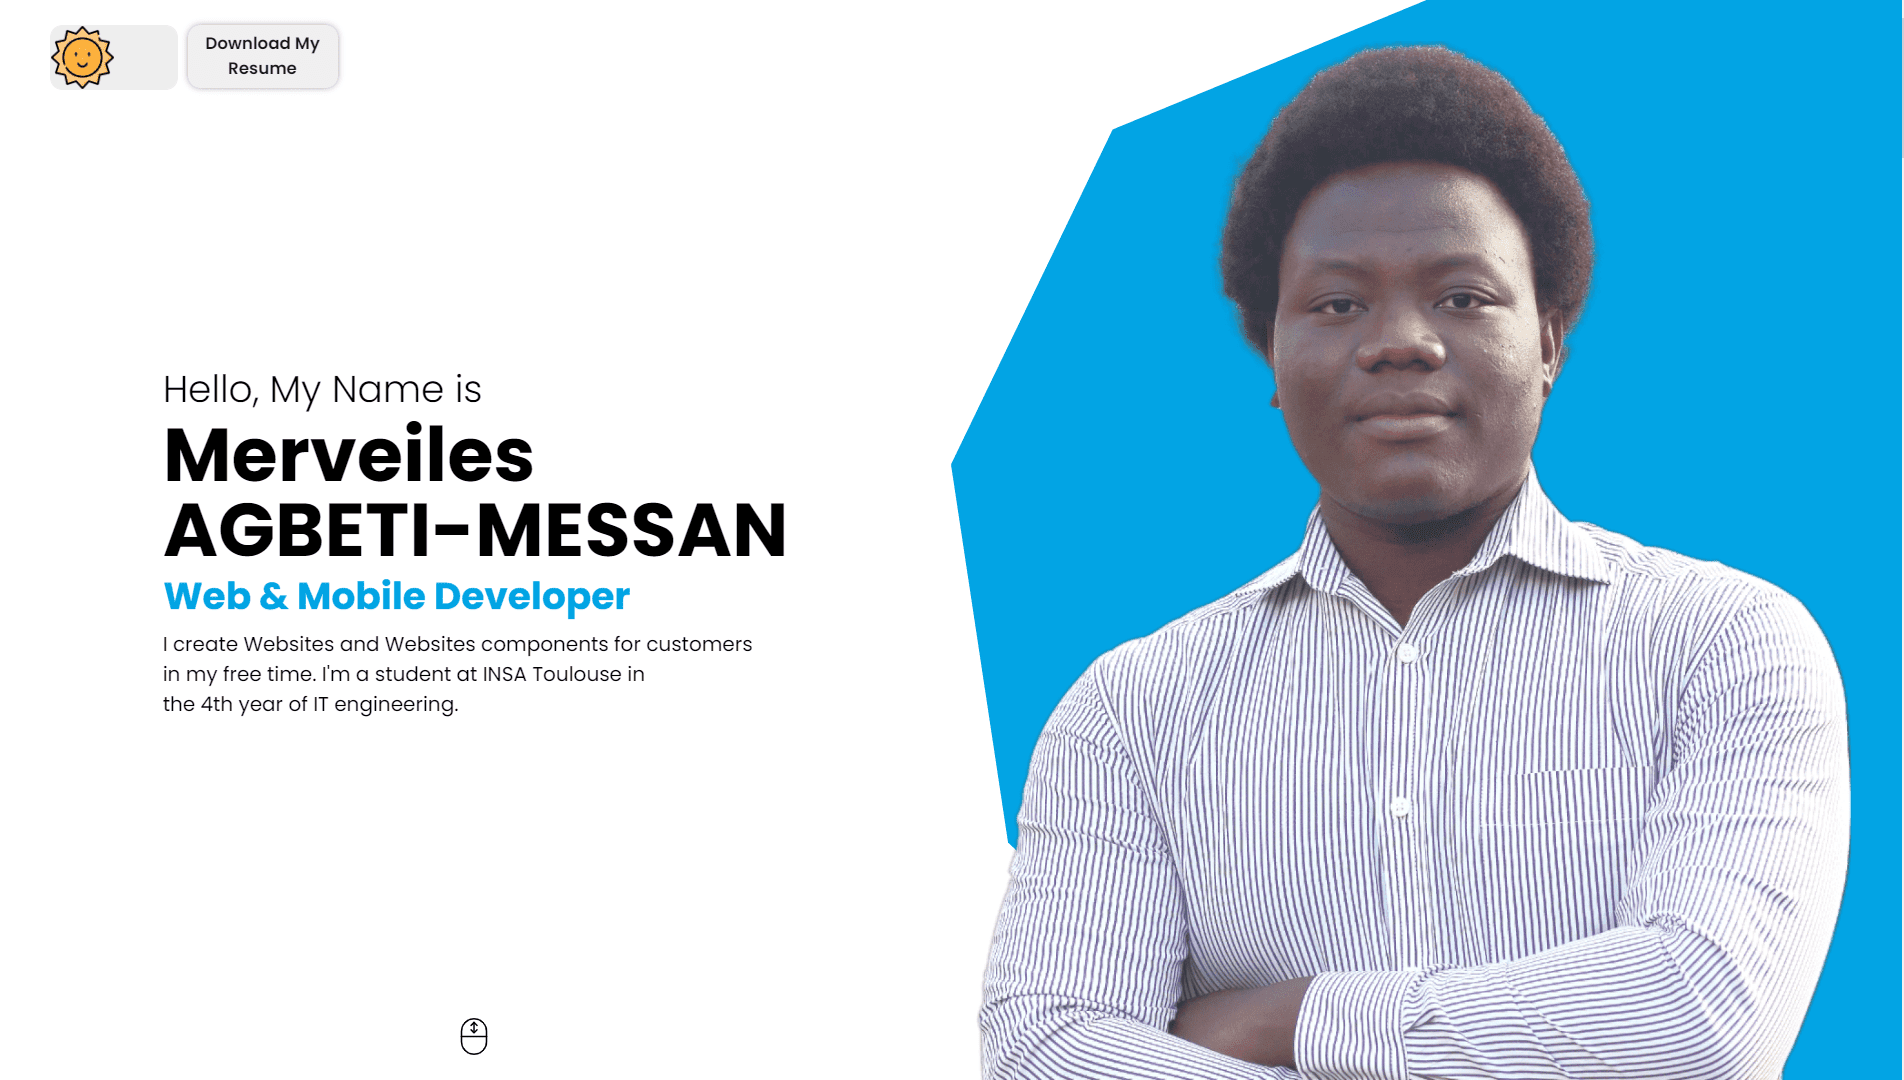 Download My
Resume
Hello, My Name is
Merveiles
AGBETI-MESSAN
Web & Mobile Developer
I create Websites and Websites components for customers
in my free time. I'm a student at INSA Toulouse in
the 4th year of IT engineering.